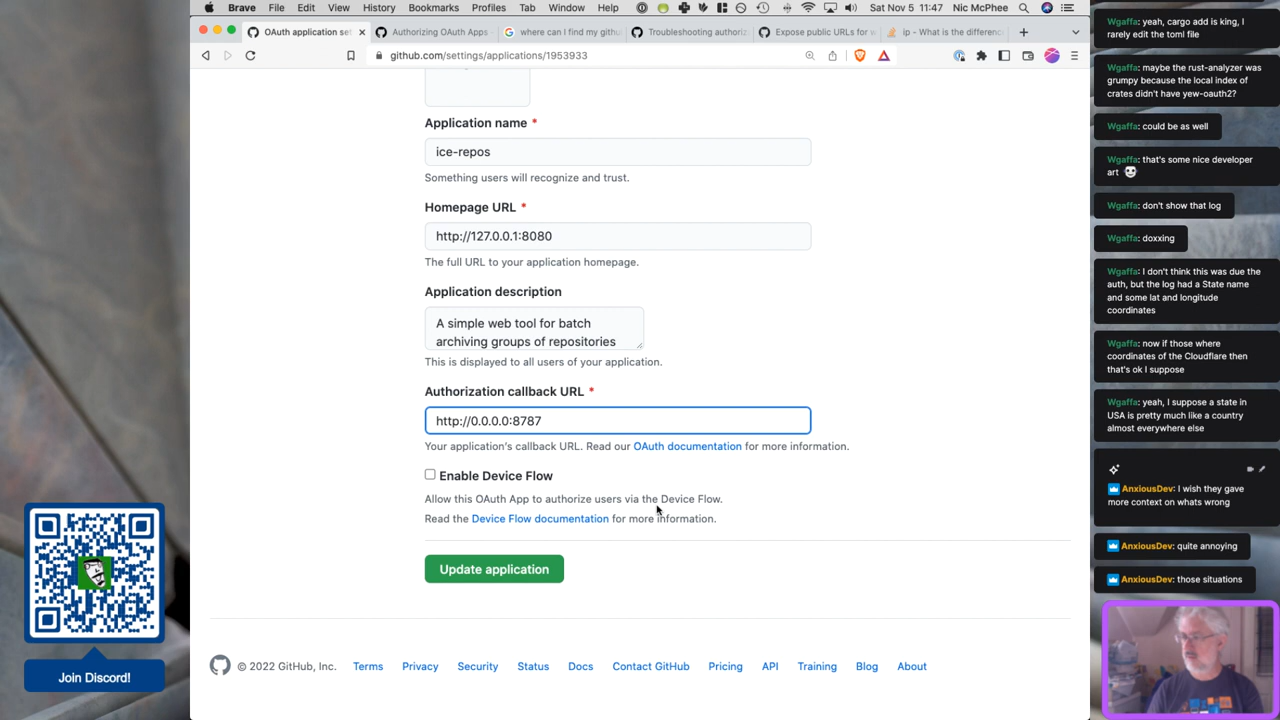 Brave File Edit View History Bookmarks Profiles Tab Window Help Sat Nov 5 11:47 Nic McPhee
OAuth application set
Authorizing OAuth Apps
where can I find my githu
Troubleshooting authoriz
Expose public URLs for w
ip - What is the differenc
github.com/settings/applications/1953933
Application name *
ice-repos
Something users will recognize and trust.
Homepage URL *
http://127.0.0.1:8080
The full URL to your application homepage.
Application description
A simple web tool for batch
archiving groups of repositories
This is displayed to all users of your application.
Authorization callback URL *
http://0.0.0.0:8787
Your application's callback URL. Read our OAuth documentation for more information.
Enable Device Flow
Allow this OAuth App to authorize users via the Device Flow.
Read the Device Flow documentation for more information.
Update application
© 2022 GitHub, Inc. Terms Privacy Security Status Docs Contact GitHub Pricing API Training Blog About
Join Discord!
Wgaffa: yeah, cargo add is king, I
rarely edit the toml file
Wgaffa: maybe the rust-analyzer was
grumpy because the local index of
crates didn't have yew-oauth2?
Wgaffa: could be as well
Wgaffa: that's some nice developer
art
Wgaffa: don't show that log
Wgaffa: doxxing
Wgaffa: I don't think this was due the
auth, but the log had a State name
and some lat and longitude
coordinates
Wgaffa: now if those where
coordinates of the Cloudflare then
that's ok I suppose
Wgaffa: yeah, I suppose a state in
USA is pretty much like a country
almost everywhere else
AnxiousDev: I wish they gave
more context on whats wrong
AnxiousDev: quite annoying
AnxiousDev: those situations